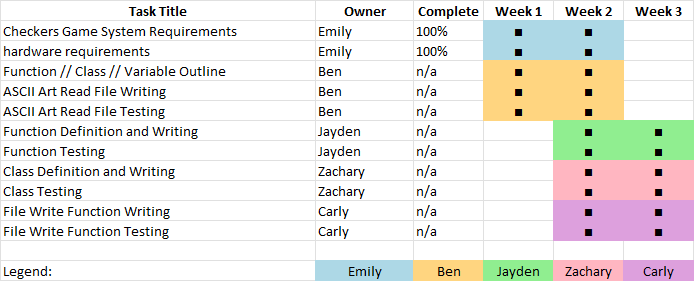 Task Title Owner Complete Week 1 Week 2 Week 3
Checkers Game System Requirements Emily 100% ■ ■
hardware requirements Emily 100% ■ ■
Function // Class // Variable Outline Ben n/a ■ ■
ASCII Art Read File Writing Ben n/a ■ ■
ASCII Art Read File Testing Ben n/a ■ ■
Function Definition and Writing Jayden n/a ■ ■
Function Testing Jayden n/a ■ ■
Class Definition and Writing Zachary n/a ■ ■
Class Testing Zachary n/a ■ ■
File Write Function Writing Carly n/a ■ ■
File Write Function Testing Carly n/a ■ ■
Legend: Emily Ben Jayden Zachary Carly